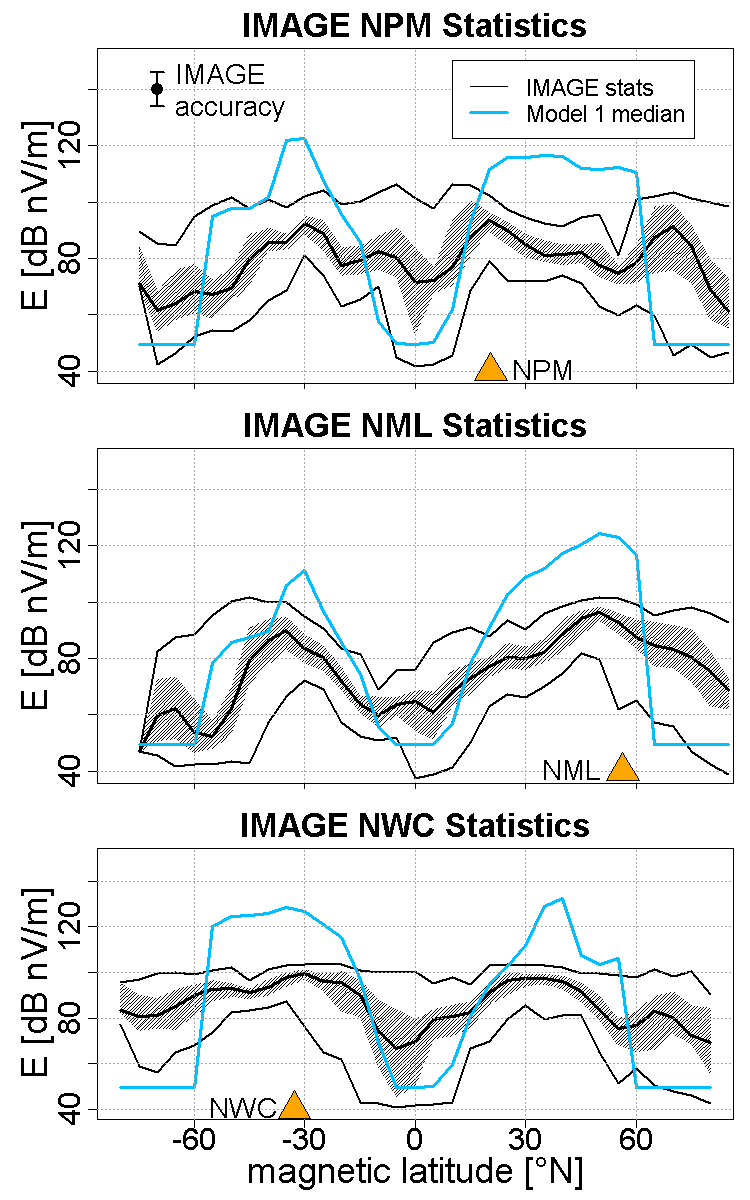 IMAGE NPM Statistics
IMAGE
accuracy
IMAGE stats
Model 1 median
E [dB nV/m]
120
80
40
NPM
IMAGE NML Statistics
E [dB nV/m]
120
80
40
NML
IMAGE NWC Statistics
E [dB nV/m]
120
80
40
NWC
-60 -30 0 30 60
magnetic latitude [°N]